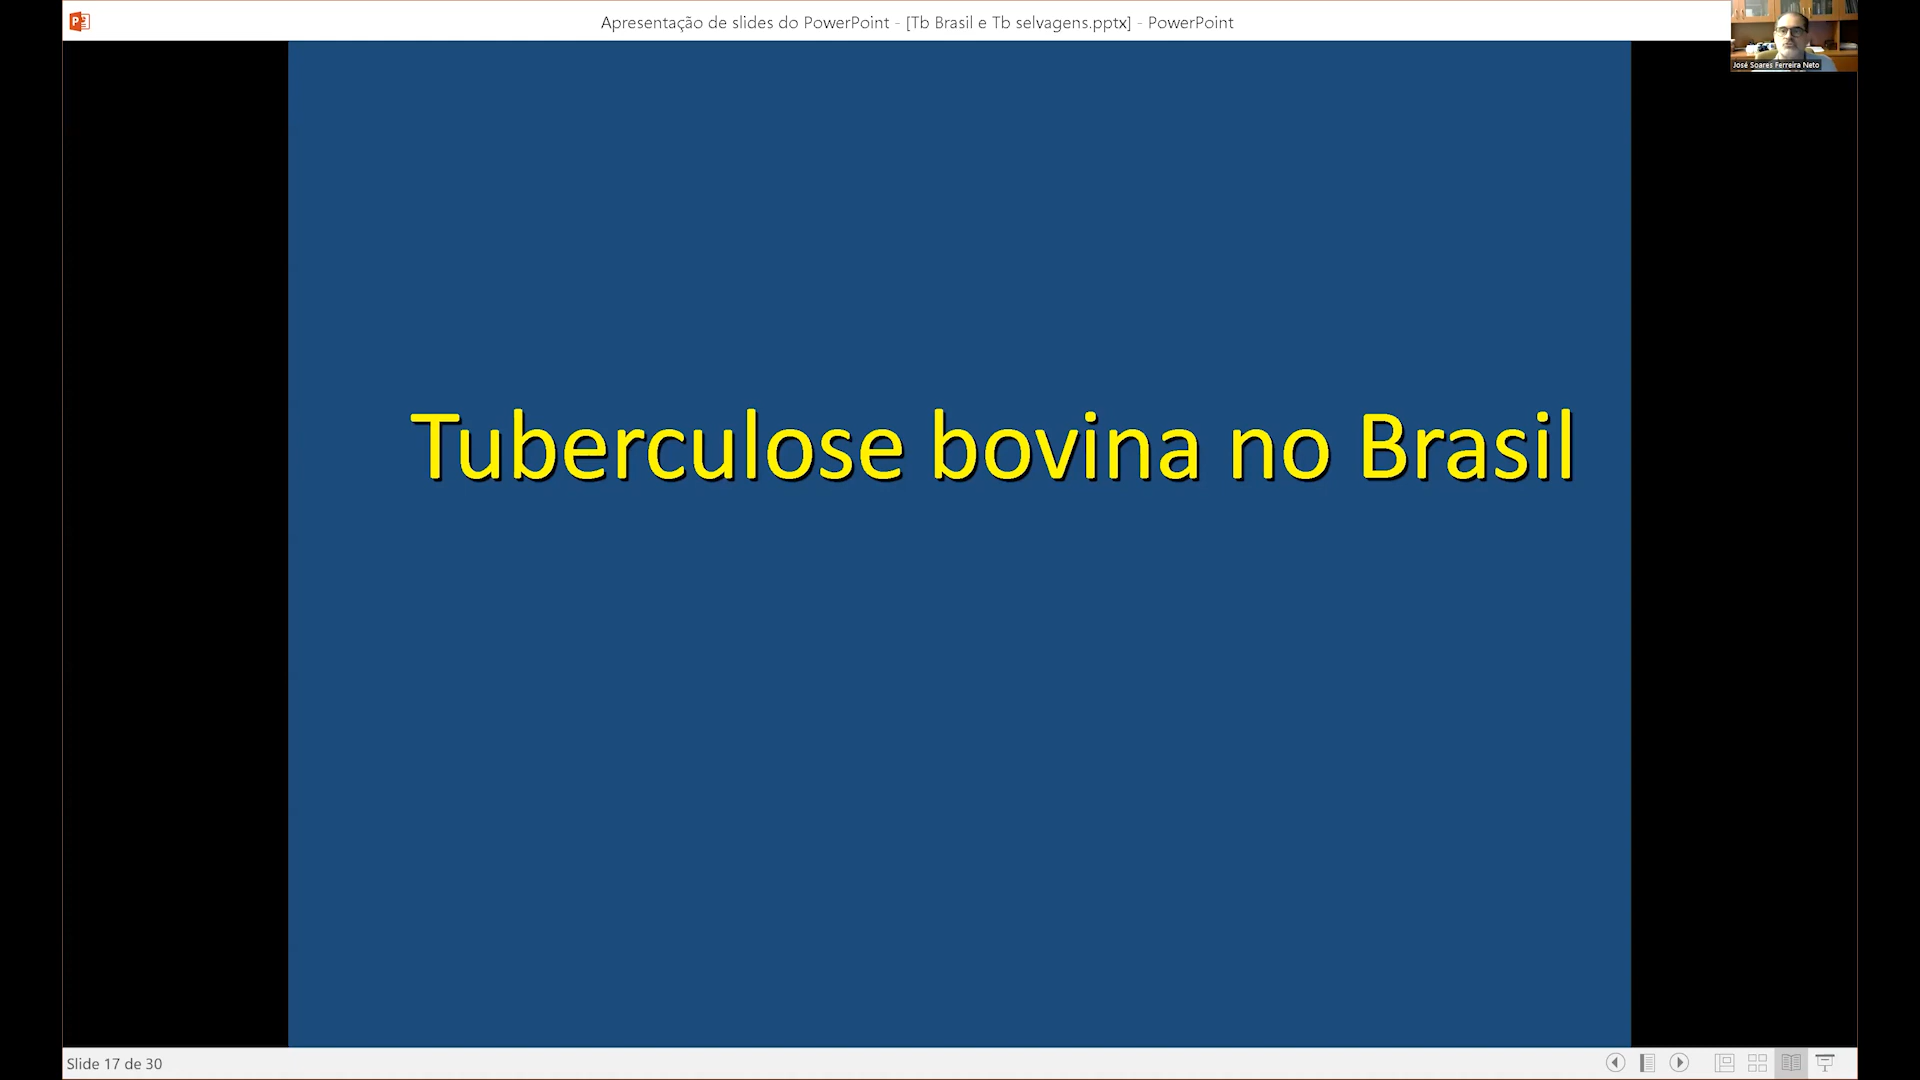 Apresentação de slides do PowerPoint - [Tb Brasil e Tb selvagens.pptx] - PowerPoint
José Soares Ferreira Neto
Tuberculose bovina no Brasil
Slide 17 de 30